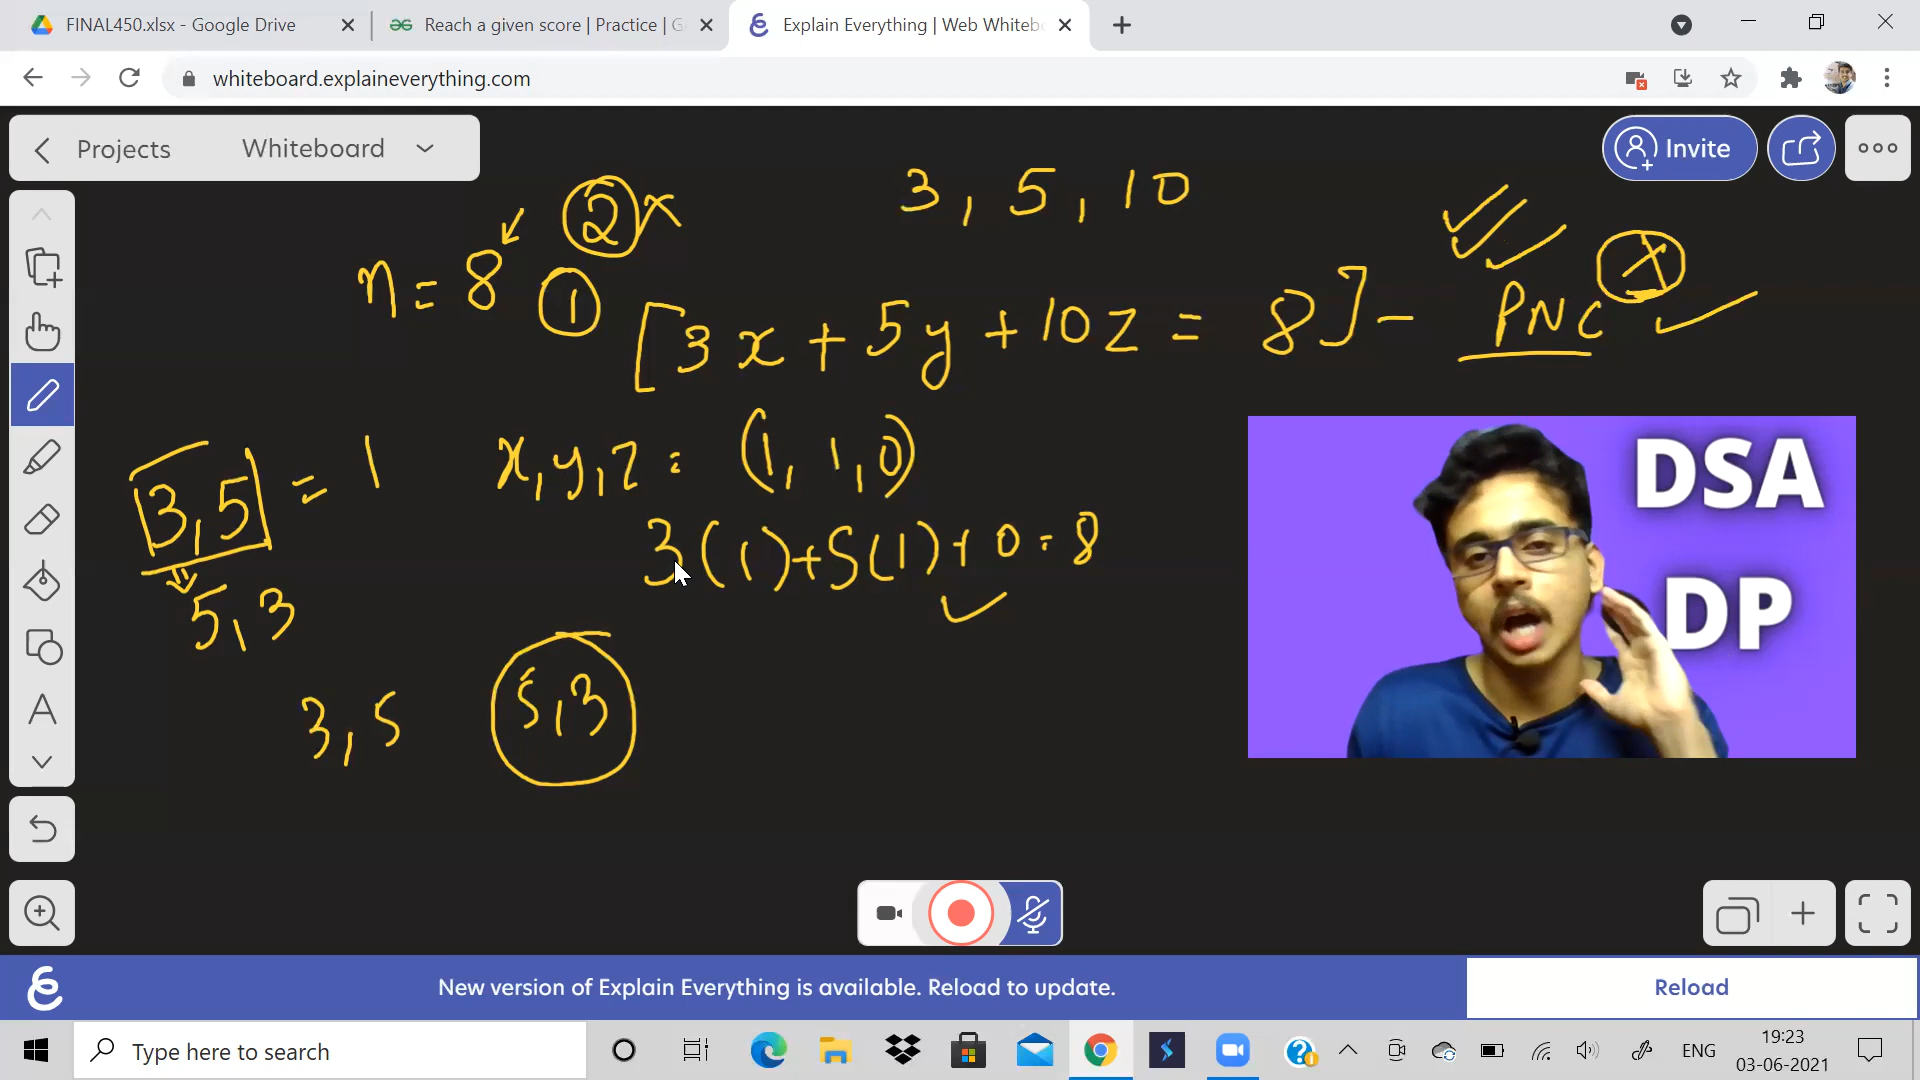 FINAL450.xlsx - Google Drive
Reach a given score | Practice | G
Explain Everything | Web Whitebo
whiteboard.explaineverything.com
Projects Whiteboard
Invite
3, 5, 10
n = 8 2 x
1 [3x + 5y + 10z = 8] - PNC
x, y, z = (1, 1, 0)
3, 5 = 1
3(1) + 5(1) + 0 = 8
5, 3
3, 5 5, 3
DSA
DP
A
New version of Explain Everything is available. Reload to update.
Reload
Type here to search
ENG
19:23
03-06-2021